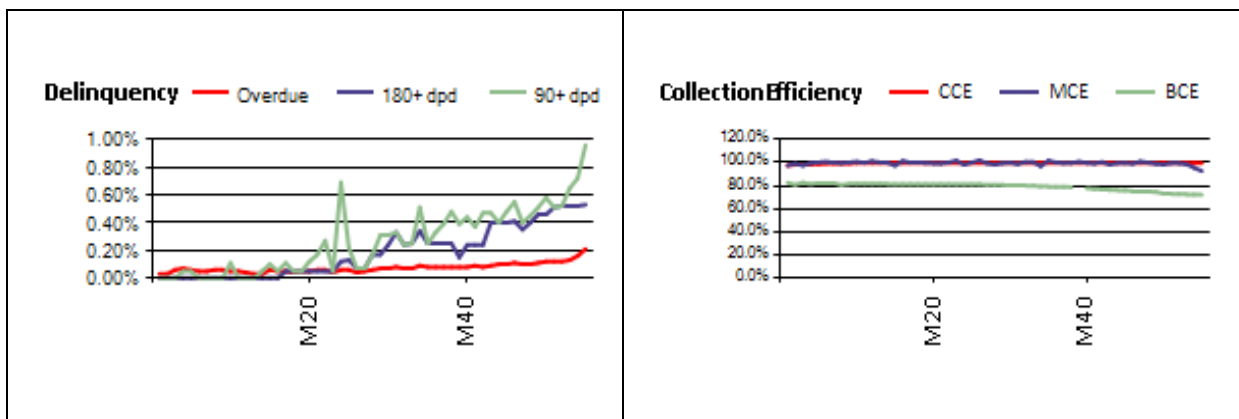 Delinquency Overdue 180+ dpd 90+ dpd
1.00%
0.80%
0.60%
0.40%
0.20%
0.00%
M20
M40
Collection Efficiency CCE MCE BCE
120.0%
100.0%
80.0%
60.0%
40.0%
20.0%
0.0%
M20
M40